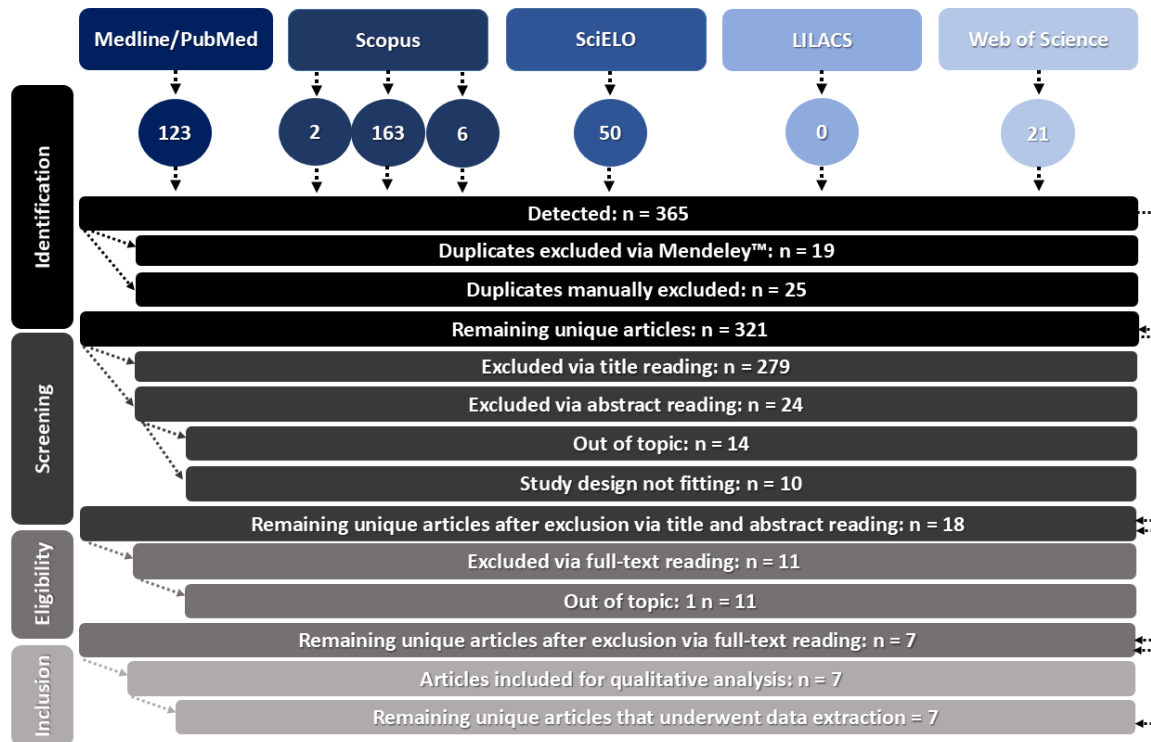 Medline/PubMed
Scopus
SciELO
LILACS
Web of Science
123
2
163
6
50
0
21
Identification
Detected: n = 365
Duplicates excluded via Mendeley™: n = 19
Duplicates manually excluded: n = 25
Remaining unique articles: n = 321
Screening
Excluded via title reading: n = 279
Excluded via abstract reading: n = 24
Out of topic: n = 14
Study design not fitting: n = 10
Remaining unique articles after exclusion via title and abstract reading: n = 18
Eligibility
Excluded via full-text reading: n = 11
Out of topic: 1 n = 11
Remaining unique articles after exclusion via full-text reading: n = 7
Inclusion
Articles included for qualitative analysis: n = 7
Remaining unique articles that underwent data extraction = 7